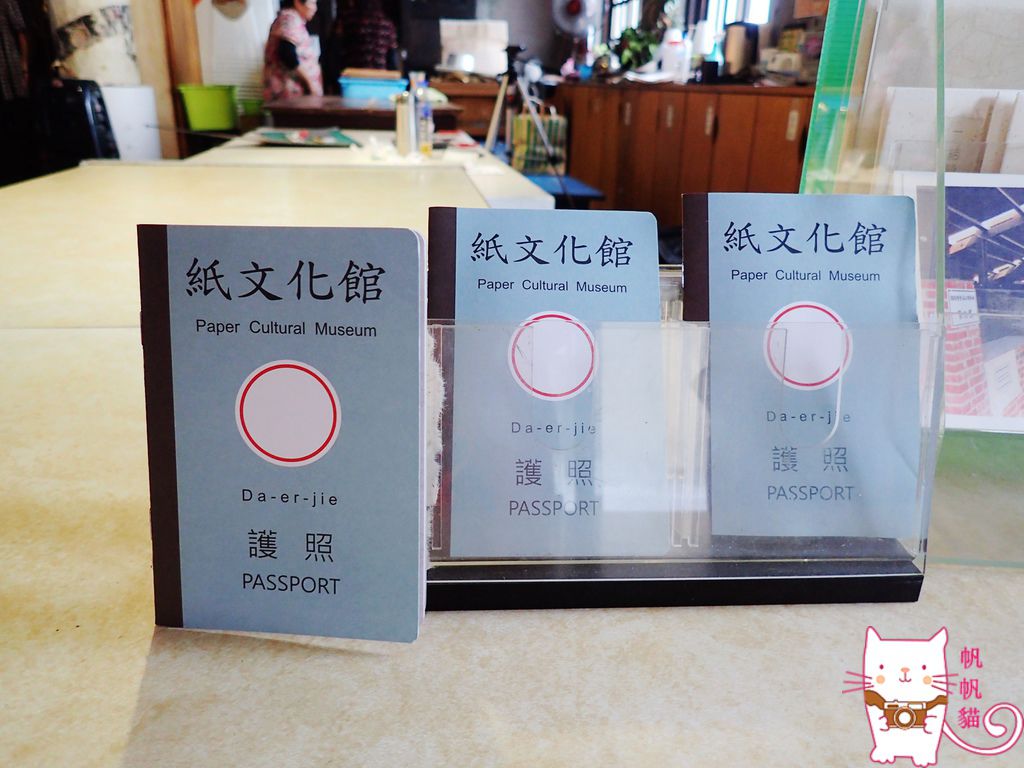 紙文化館
Paper Cultural Museum
Da-er-jie
護 照
PASSPORT
紙文化館
Paper Cultural Museum
Da-er-jie
護 照
PASSPORT
紙文化館
Paper Cultural Museum
Da-er-jie
護 照
PASSPORT
帆帆貓